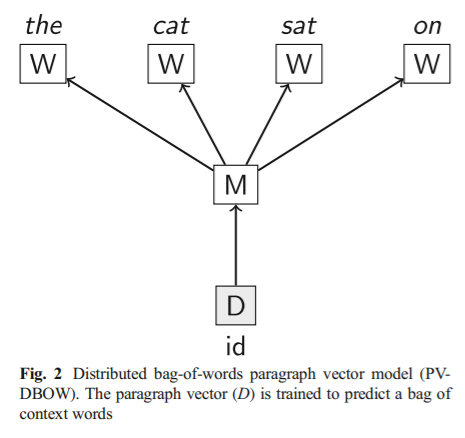 the cat sat on
W W W W
M
D
id
Fig. 2 Distributed bag-of-words paragraph vector model (PV-
DBOW). The paragraph vector (D) is trained to predict a bag of
context words